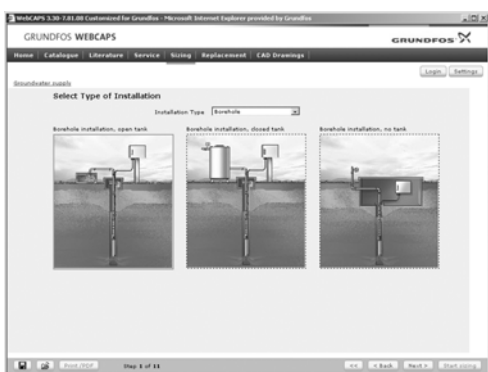 WebCAPS 3.30-7.01.00 Customized for Grundfos - Microsoft Internet Explorer provided by Grundfos
GRUNDFOS WEBCAPS
GRUNDFOS
Home | Catalogue | Literature | Service | Sizing | Replacement | CAD Drawings
Login Settings
Groundwater supply
Select Type of Installation
Installation Type Borehole
Borehole installation, open tank
Borehole installation, closed tank
Borehole installation, no tank
Print/PDF Step 1 of 11 << < Back Next > Start sizing